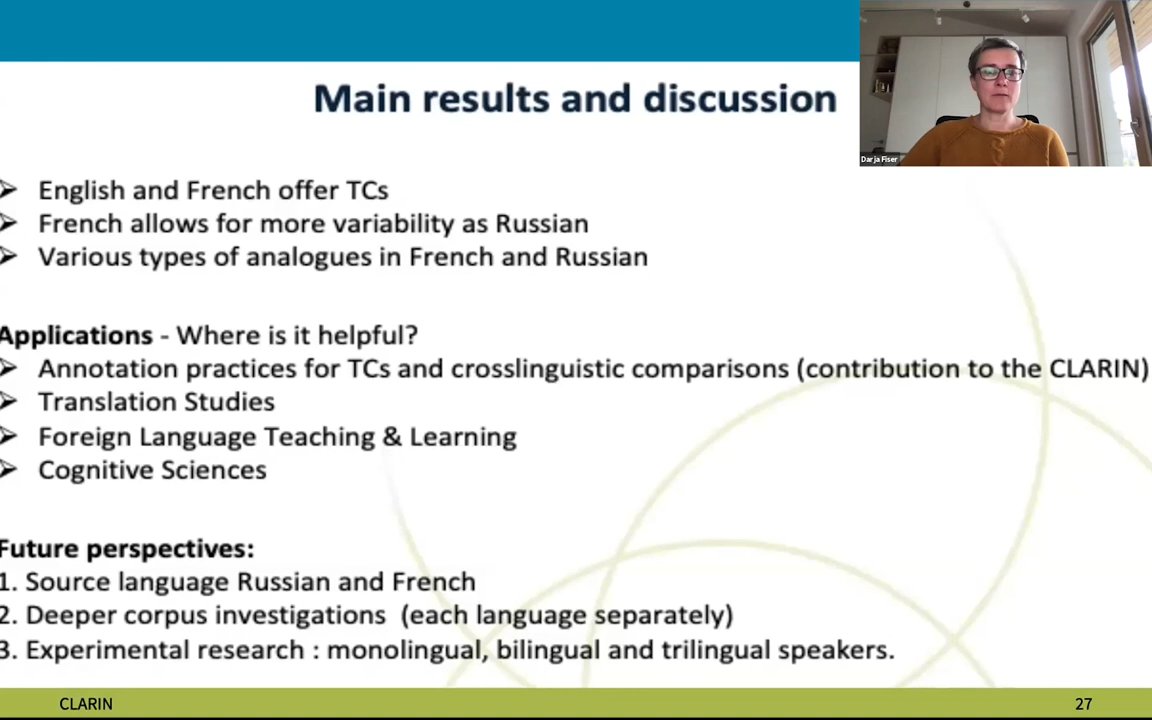 Main results and discussion
Darja Fiser
English and French offer TCs
French allows for more variability as Russian
Various types of analogues in French and Russian
Applications - Where is it helpful?
Annotation practices for TCs and crosslinguistic comparisons (contribution to the CLARIN)
Translation Studies
Foreign Language Teaching & Learning
Cognitive Sciences
Future perspectives:
1. Source language Russian and French
2. Deeper corpus investigations (each language separately)
3. Experimental research : monolingual, bilingual and trilingual speakers.
CLARIN
27